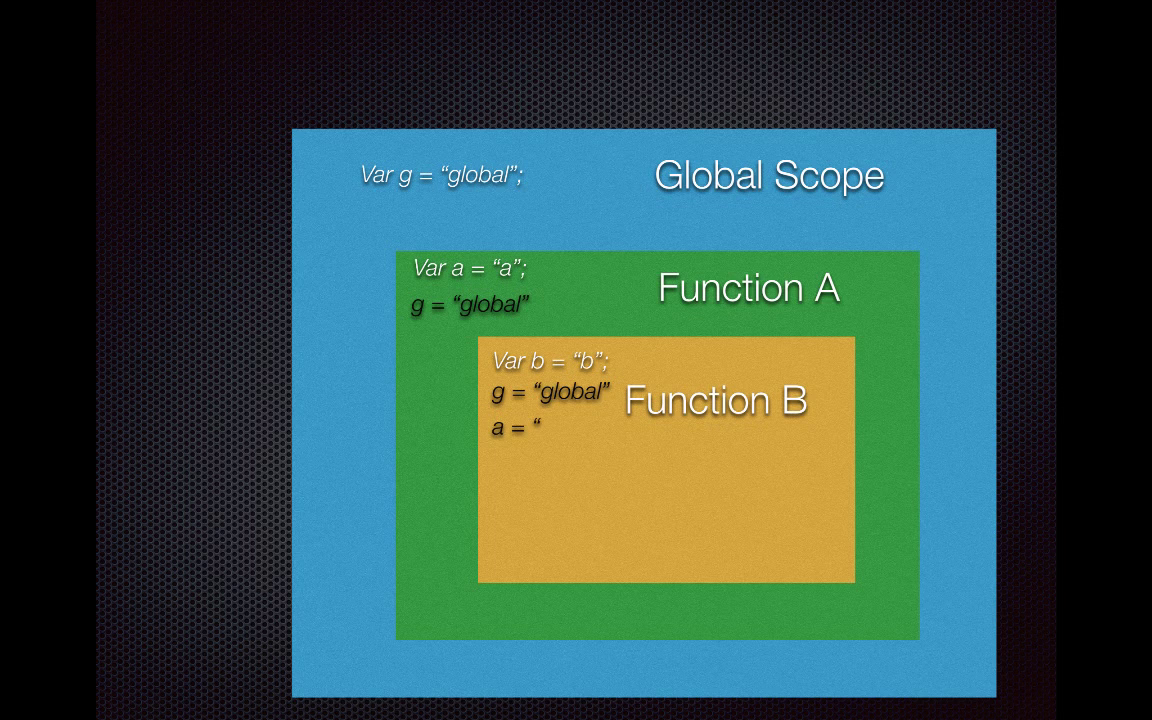 Var g = “global”;
Global Scope
Var a = “a”;
Function A
g = “global”
Var b = “b”;
g = “global”
Function B
a = “